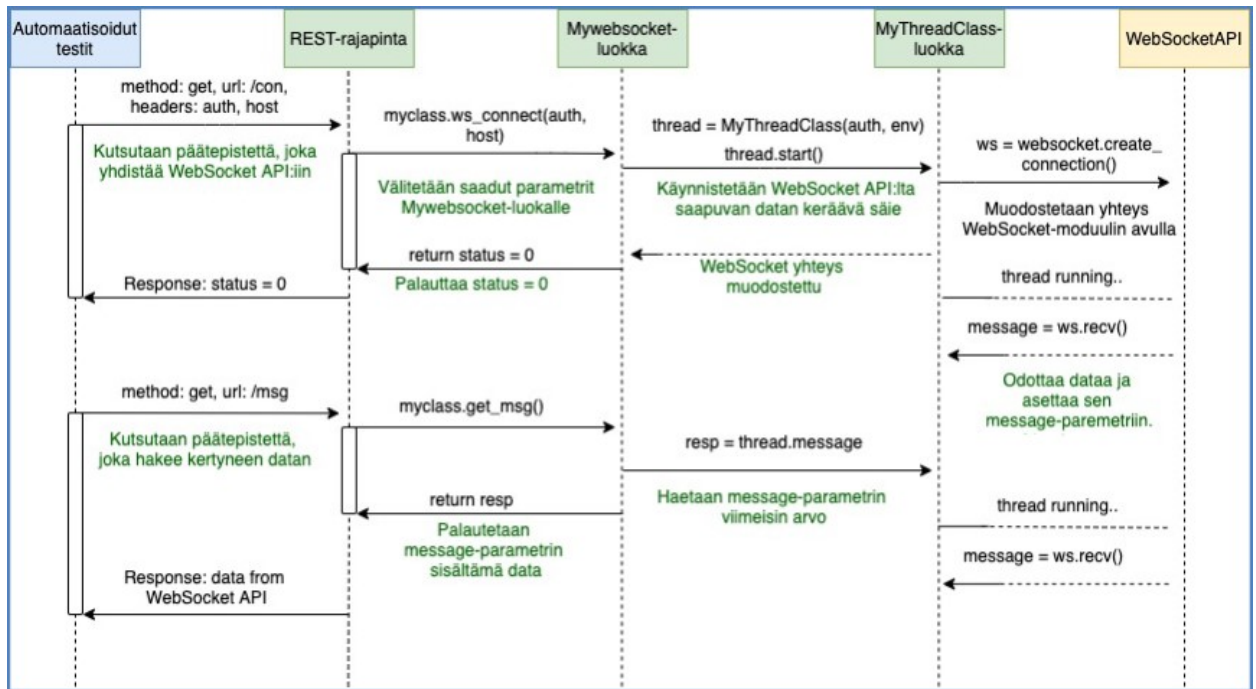 Automaatisoidut
testit
REST-rajapinta
Mywebsocket-
luokka
MyThreadClass-
luokka
WebSocketAPI
method: get, url: /con,
headers: auth, host
Kutsutaan päätepistettä, joka
yhdistää WebSocket API:iin
myclass.ws_connect(auth,
host)
Välitetään saadut parametrit
Mywebsocket-luokalle
thread = MyThreadClass(auth, env)
thread.start()
Käynnistetään WebSocket API:lta
saapuvan datan keräävä säie
ws = websocket.create_
connection()
Muodostetaan yhteys
WebSocket-moduulin avulla
return status = 0
Palauttaa status = 0
WebSocket yhteys
muodostettu
Response: status = 0
thread running..
message = ws.recv()
Odottaa dataa ja
asettaa sen
message-paremetriin.
method: get, url: /msg
Kutsutaan päätepistettä,
joka hakee kertyneen datan
myclass.get_msg()
resp = thread.message
Haetaan message-parametrin
viimeisin arvo
return resp
Palautetaan
message-parametrin
sisältämä data
thread running..
message = ws.recv()
Response: data from
WebSocket API